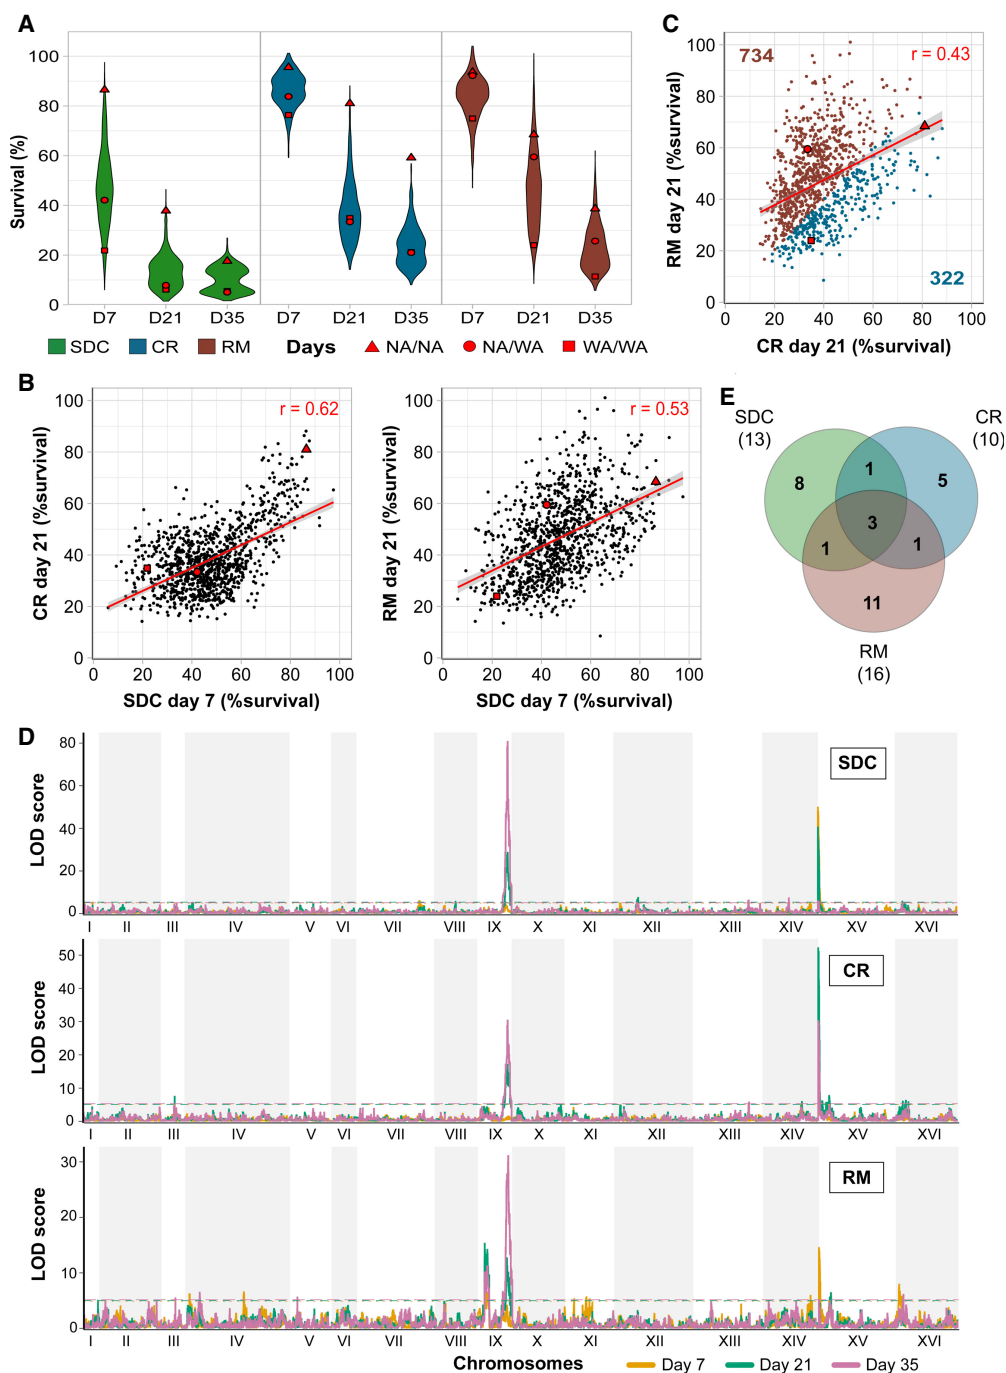 A
Survival (%)
100
80
60
40
20
0
D7 D21 D35 D7 D21 D35 D7 D21 D35
SDC CR RM Days NA/NA NA/WA WA/WA
C
RM day 21 (%survival)
100
80
60
40
20
0
734
r = 0.43
322
0 20 40 60 80 100
CR day 21 (%survival)
B
CR day 21 (%survival)
100
80
60
40
20
0
r = 0.62
0 20 40 60 80 100
SDC day 7 (%survival)
RM day 21 (%survival)
100
80
60
40
20
0
r = 0.53
0 20 40 60 80 100
SDC day 7 (%survival)
E
SDC
(13)
CR
(10)
8
1
5
3
1
1
11
RM
(16)
D
LOD score
80
60
40
20
0
SDC
I II III IV V VI VII VIII IX X XI XII XIII XIV XV XVI
LOD score
50
40
30
20
10
5
0
CR
I II III IV V VI VII VIII IX X XI XII XIII XIV XV XVI
LOD score
30
20
10
5
0
RM
I II III IV V VI VII VIII IX X XI XII XIII XIV XV XVI
Chromosomes Day 7 Day 21 Day 35